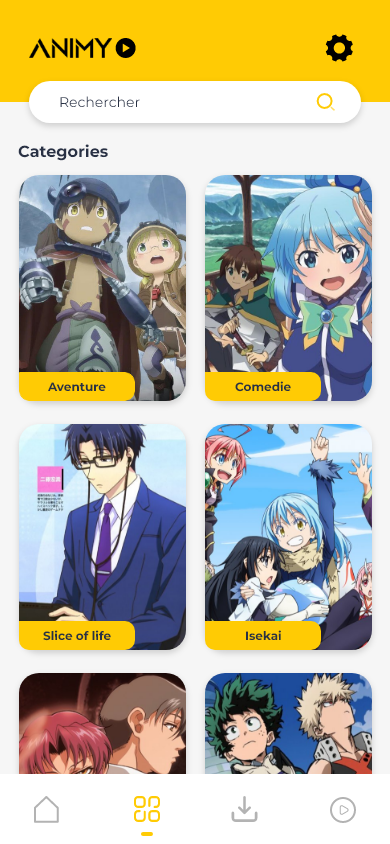 ANIMY
Rechercher
Categories
Aventure
Comedie
Slice of life
Isekai